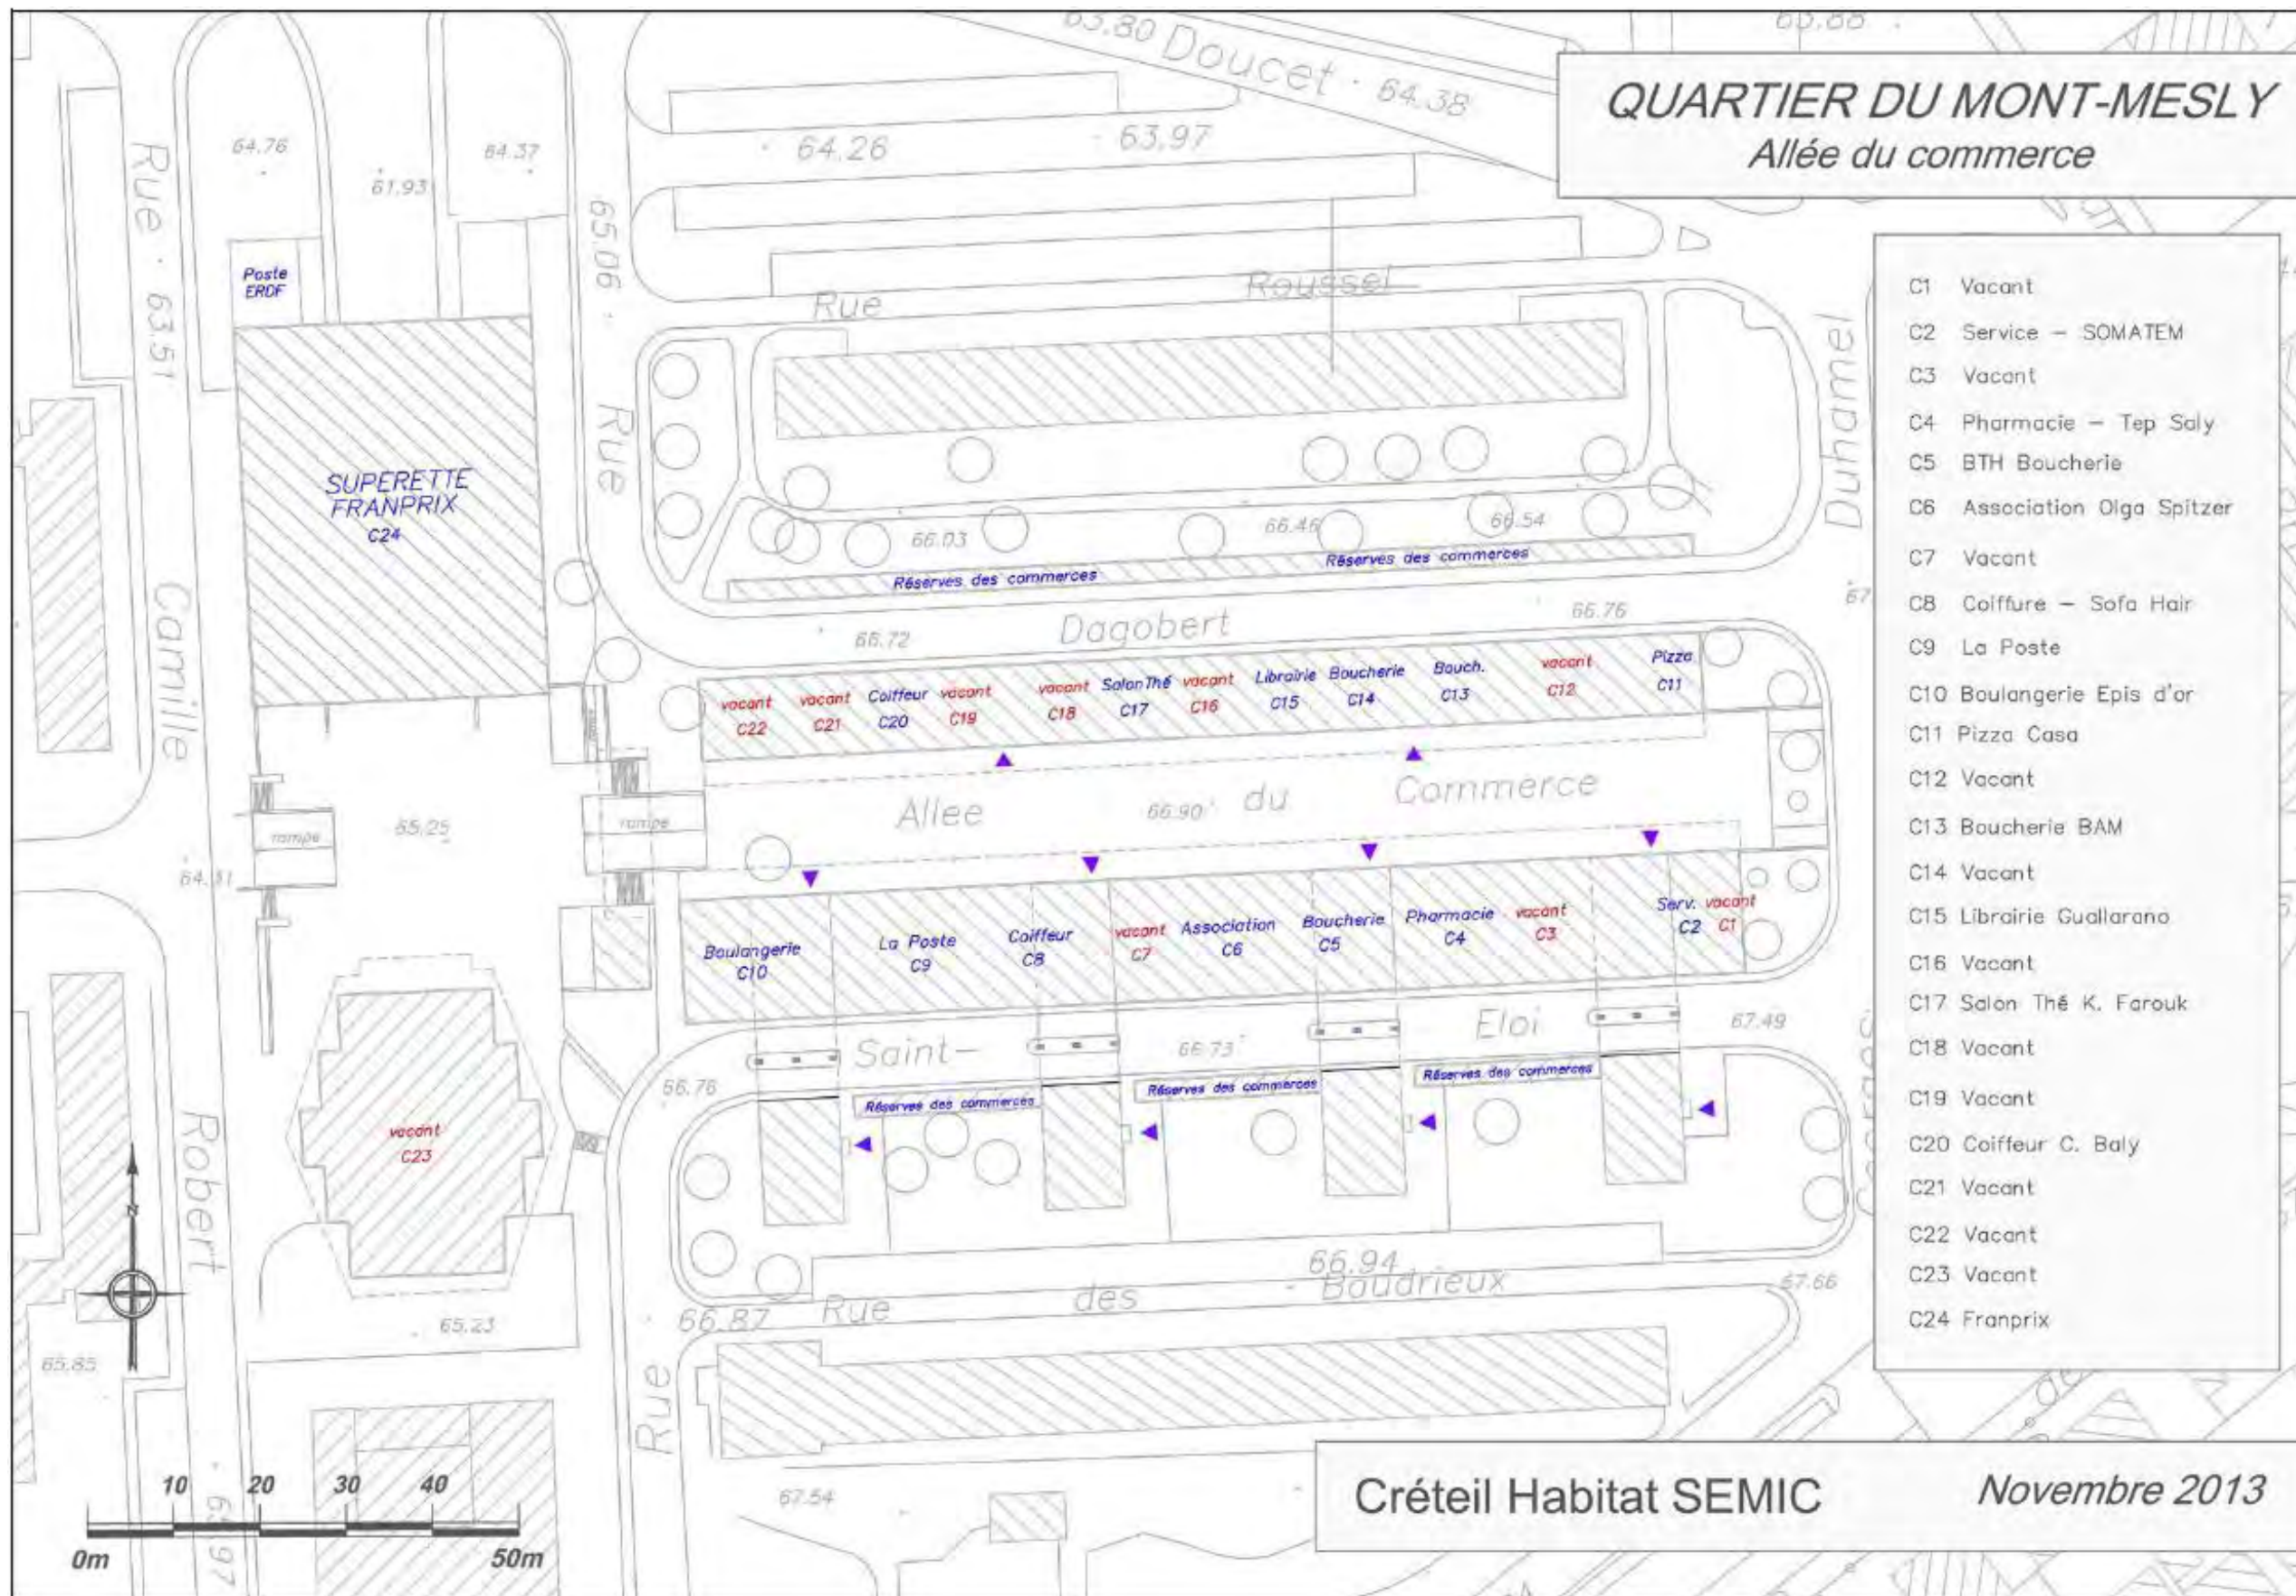 63.80 Doucet · 64.38
63.88
QUARTIER DU MONT-MESLY
Allée du commerce
64.76
61.93
64.37
64.26
63.97
Rue · 63.51
Camille
Robert
65.06
Rue
Poste
ERDF
Rue Roussel
Duhamel
SUPERETTE
FRANPRIX
C24
66.03
66.46
66.54
Réserves des commerces
Réserves des commerces
66.72
Dagobert
66.76
67
vacant
C22
vacant
C21
Coiffeur
C20
vacant
C19
vacant
C18
Salon Thé
C17
vacant
C16
Librairie
C15
Boucherie
C14
Bouch.
C13
vacant
C12
Pizza
C11
Allee du Commerce
66.90
rampe
65.25
rampe
Boulangerie
C10
La Poste
C9
Coiffeur
C8
vacant
C7
Association
C6
Boucherie
C5
Pharmacie
C4
vacant
C3
Serv.
C2
vacant
C1
Saint- Eloi
66.73
67.49
66.76
Réserves des commerces
Réserves des commerces
Réserves des commerces
vacant
C23
N
65.23
65.85
66.94
66.87 Rue des Baudrieux
67.66
Rue
67.54
C1 Vacant
C2 Service – SOMATEM
C3 Vacant
C4 Pharmacie – Tep Saly
C5 BTH Boucherie
C6 Association Olga Spitzer
C7 Vacant
C8 Coiffure – Sofa Hair
C9 La Poste
C10 Boulangerie Epis d'or
C11 Pizza Casa
C12 Vacant
C13 Boucherie BAM
C14 Vacant
C15 Librairie Guallarano
C16 Vacant
C17 Salon Thé K. Farouk
C18 Vacant
C19 Vacant
C20 Coiffeur C. Baly
C21 Vacant
C22 Vacant
C23 Vacant
C24 Franprix
10 20 30 40
0m 50m
Créteil Habitat SEMIC
Novembre 2013